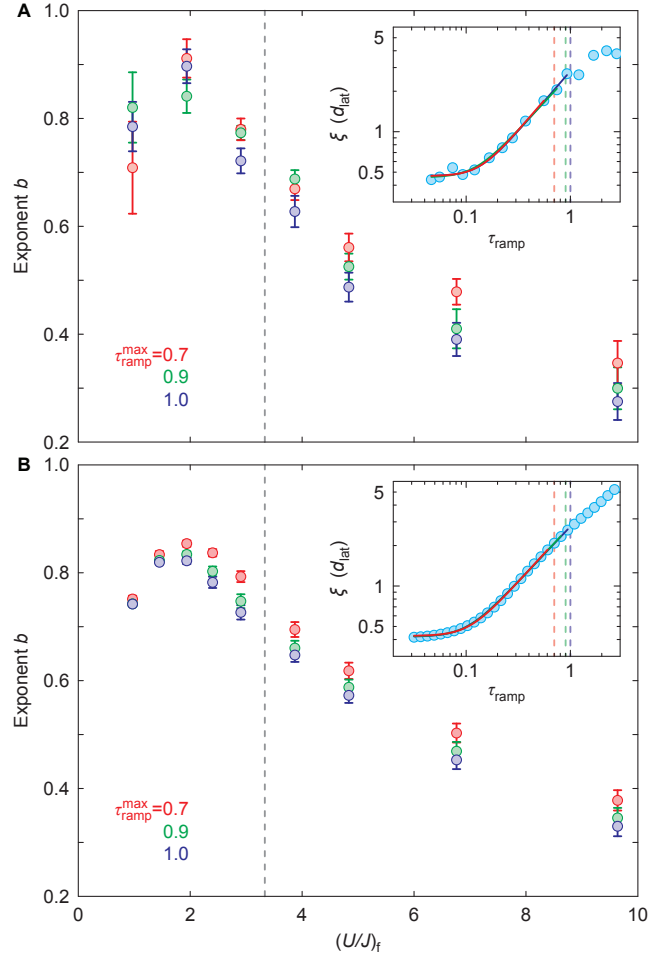 A
1.0
0.8
0.6
0.4
0.2
Exponent b
τ_ramp^max=0.7
0.9
1.0
5
2
1
0.5
ξ (d_lat)
0.1
1
τ_ramp
B
1.0
0.8
0.6
0.4
0.2
Exponent b
τ_ramp^max=0.7
0.9
1.0
5
2
1
0.5
ξ (d_lat)
0.1
1
τ_ramp
0
2
4
6
8
10
(U/J)_f